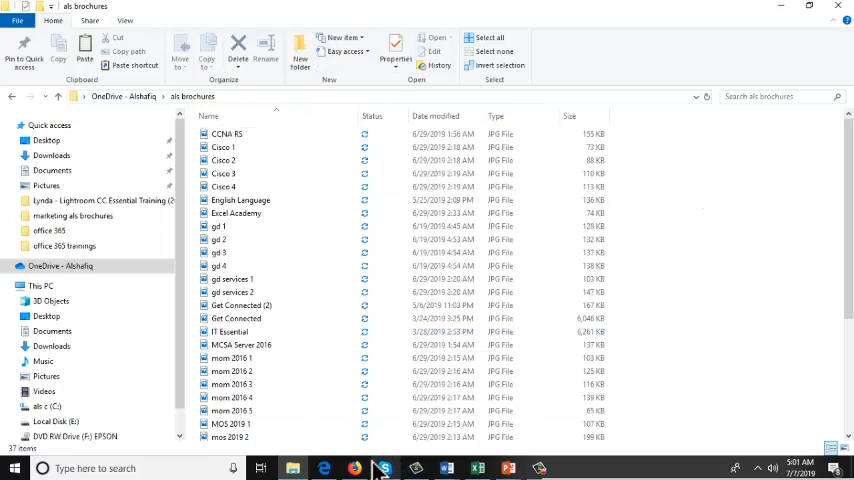 als brochures
File Home Share View
Pin to Quick access
Copy
Paste
Cut
Copy path
Paste shortcut
Clipboard
Move to
Copy to
Delete
Rename
Organize
New folder
New item
Easy access
New
Properties
Open
Edit
History
Open
Select all
Select none
Invert selection
Select
OneDrive - Alshafiq > als brochures
Search als brochures
Quick access
Desktop
Downloads
Documents
Pictures
Lynda - Lightroom CC Essential Training (2
marketing als brochures
office 365
office 365 trainings
OneDrive - Alshafiq
This PC
3D Objects
Desktop
Documents
Downloads
Music
Pictures
Videos
als c (C:)
Local Disk (E:)
DVD RW Drive (F:) EPSON
Name Status Date modified Type Size
CCNA RS 6/29/2019 1:56 AM JPG File 155 KB
Cisco 1 6/29/2019 2:18 AM JPG File 73 KB
Cisco 2 6/29/2019 2:18 AM JPG File 88 KB
Cisco 3 6/29/2019 2:19 AM JPG File 110 KB
Cisco 4 6/29/2019 2:19 AM JPG File 113 KB
English Language 5/25/2019 2:09 PM JPG File 136 KB
Excel Academy 6/29/2019 2:33 AM JPG File 74 KB
gd 1 6/19/2019 4:45 AM JPG File 128 KB
gd 2 6/19/2019 4:53 AM JPG File 132 KB
gd 3 6/19/2019 4:54 AM JPG File 137 KB
gd 4 6/19/2019 4:54 AM JPG File 138 KB
gd services 1 6/29/2019 2:20 AM JPG File 103 KB
gd services 2 6/29/2019 2:20 AM JPG File 147 KB
Get Connected (2) 5/6/2019 11:03 PM JPG File 167 KB
Get Connected 3/24/2019 3:25 PM JPG File 6,046 KB
IT Essential 3/28/2019 2:53 PM JPG File 6,261 KB
MCSA Server 2016 6/29/2019 1:54 AM JPG File 137 KB
mom 2016 1 6/29/2019 2:15 AM JPG File 103 KB
mom 2016 2 6/29/2019 2:16 AM JPG File 125 KB
mom 2016 3 6/29/2019 2:16 AM JPG File 116 KB
mom 2016 4 6/29/2019 2:17 AM JPG File 139 KB
mom 2016 5 6/29/2019 2:17 AM JPG File 65 KB
MOS 2019 1 6/29/2019 2:15 AM JPG File 107 KB
mos 2019 2 6/29/2019 2:13 AM JPG File 199 KB
37 items
Type here to search
5:01 AM
7/7/2019